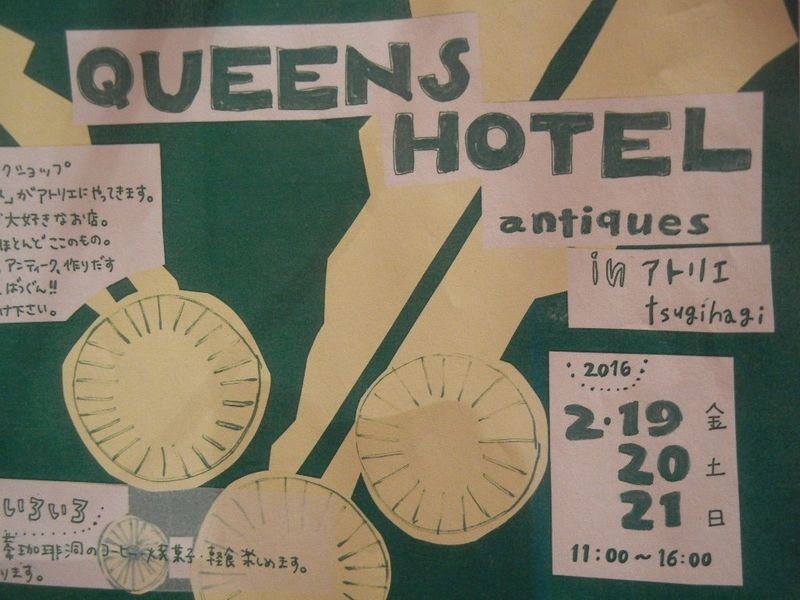 QUEENS
HOTEL
antiques
in アトリエ
tsugihagi
クショップ
」がアトリエにやってきます。
大好きなお店。
ほとんどここのもの。
アンティーク、作りだす
ばつぐん!!
け下さい。
2016
2・19 金
20 土
21 日
11:00~16:00
いろいろ
珈琲洞のコーヒー・焼菓子・軽食楽しめます。
ります。